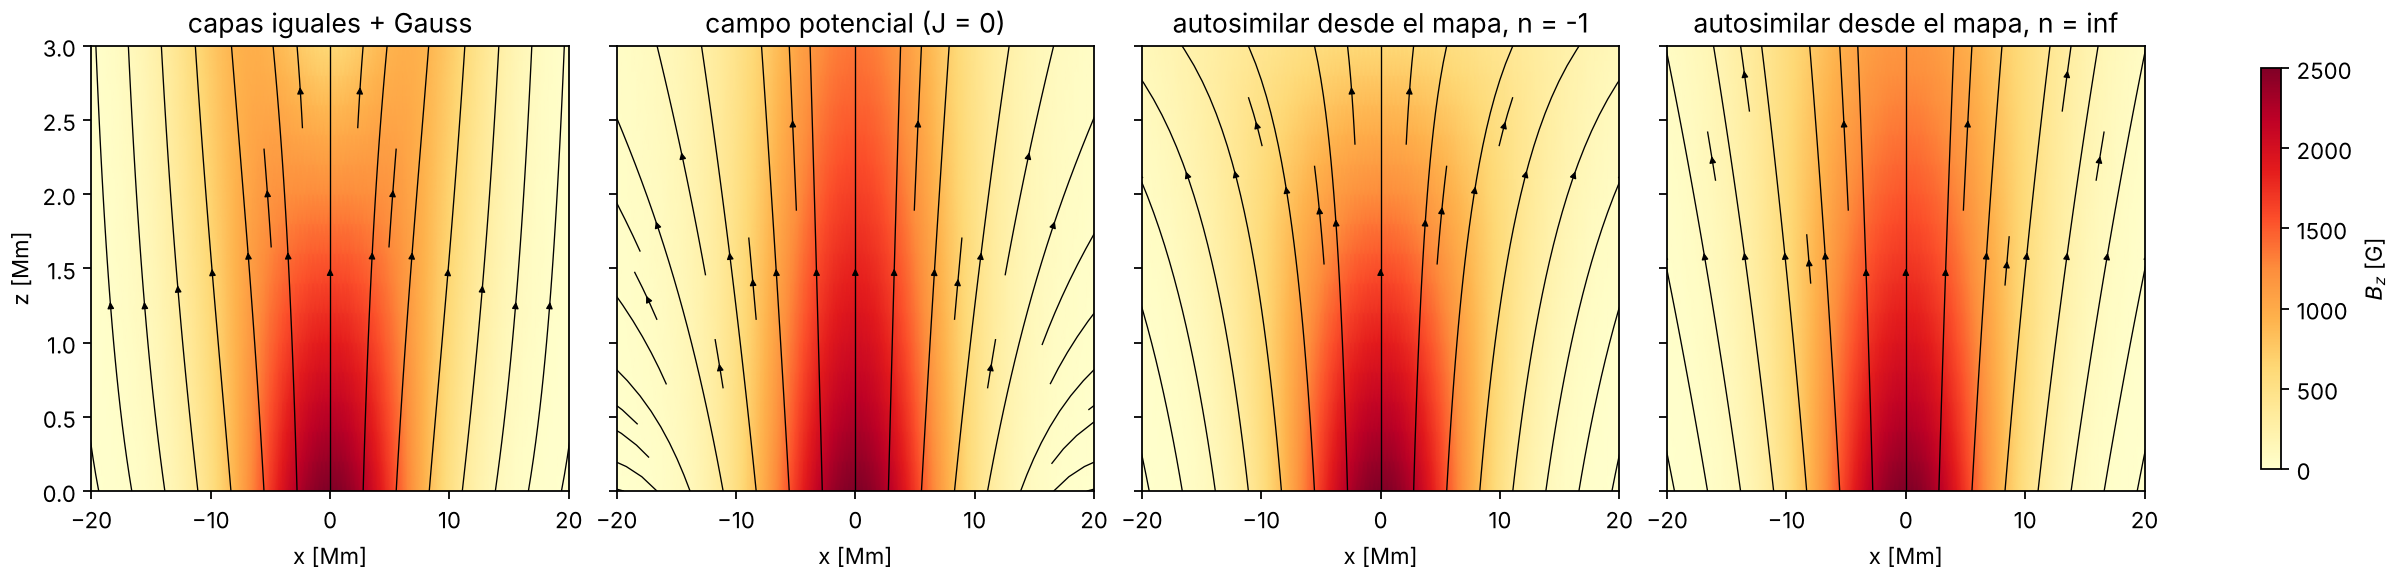 capas iguales + Gauss
campo potencial (J = 0)
autosimilar desde el mapa, n = -1
autosimilar desde el mapa, n = inf
3.0
2.5
2.0
1.5
1.0
0.5
0.0
z [Mm]
−20 −10 0 10 20
x [Mm]
−20 −10 0 10 20
x [Mm]
−20 −10 0 10 20
x [Mm]
−20 −10 0 10 20
x [Mm]
2500
2000
1500
1000
500
0
B_z [G]